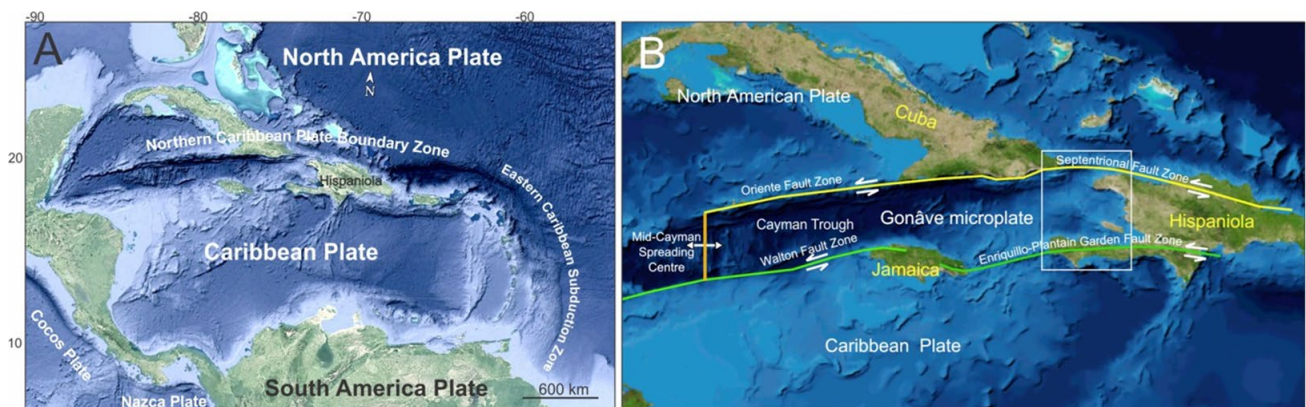 -90
-80
-70
-60
A
North America Plate
N
Northern Caribbean Plate Boundary Zone
20
Hispaniola
Eastern Caribbean Subduction Zone
Caribbean Plate
Cocos Plate
10
South America Plate
600 km
Nazca Plate
B
North American Plate
Cuba
Septentrional Fault Zone
Oriente Fault Zone
Gonâve microplate
Cayman Trough
Hispaniola
Mid-Cayman
Spreading
Centre
Walton Fault Zone
Enriquillo-Plantain Garden Fault Zone
Jamaica
Caribbean Plate